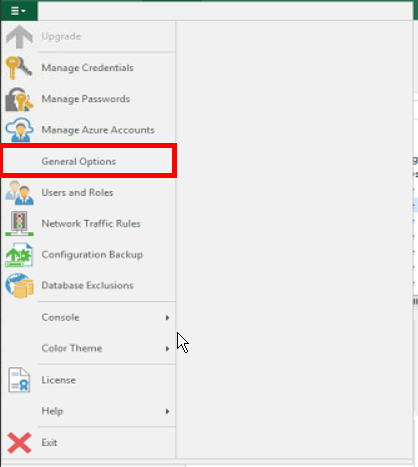 Upgrade
Manage Credentials
Manage Passwords
Manage Azure Accounts
General Options
Users and Roles
Network Traffic Rules
Configuration Backup
Database Exclusions
Console
Color Theme
License
Help
Exit